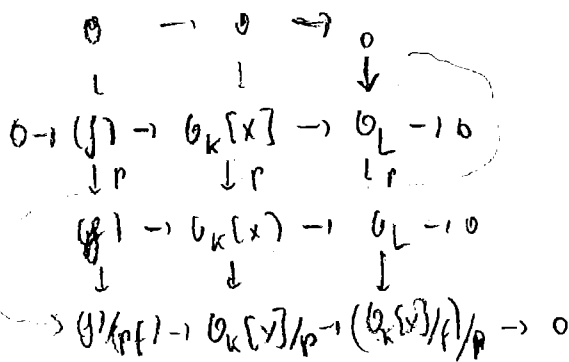 0 → 0 → 0
↓ ↓ ↓
0 → (f) → O_K[x] → O_L → 0
↓ p ↓ p ↓ p
(f) → O_K[x] → O_L → 0
↓ ↓ ↓
(f)/(pf) → O_K[x]/p → (O_K[x]/f)/p → 0